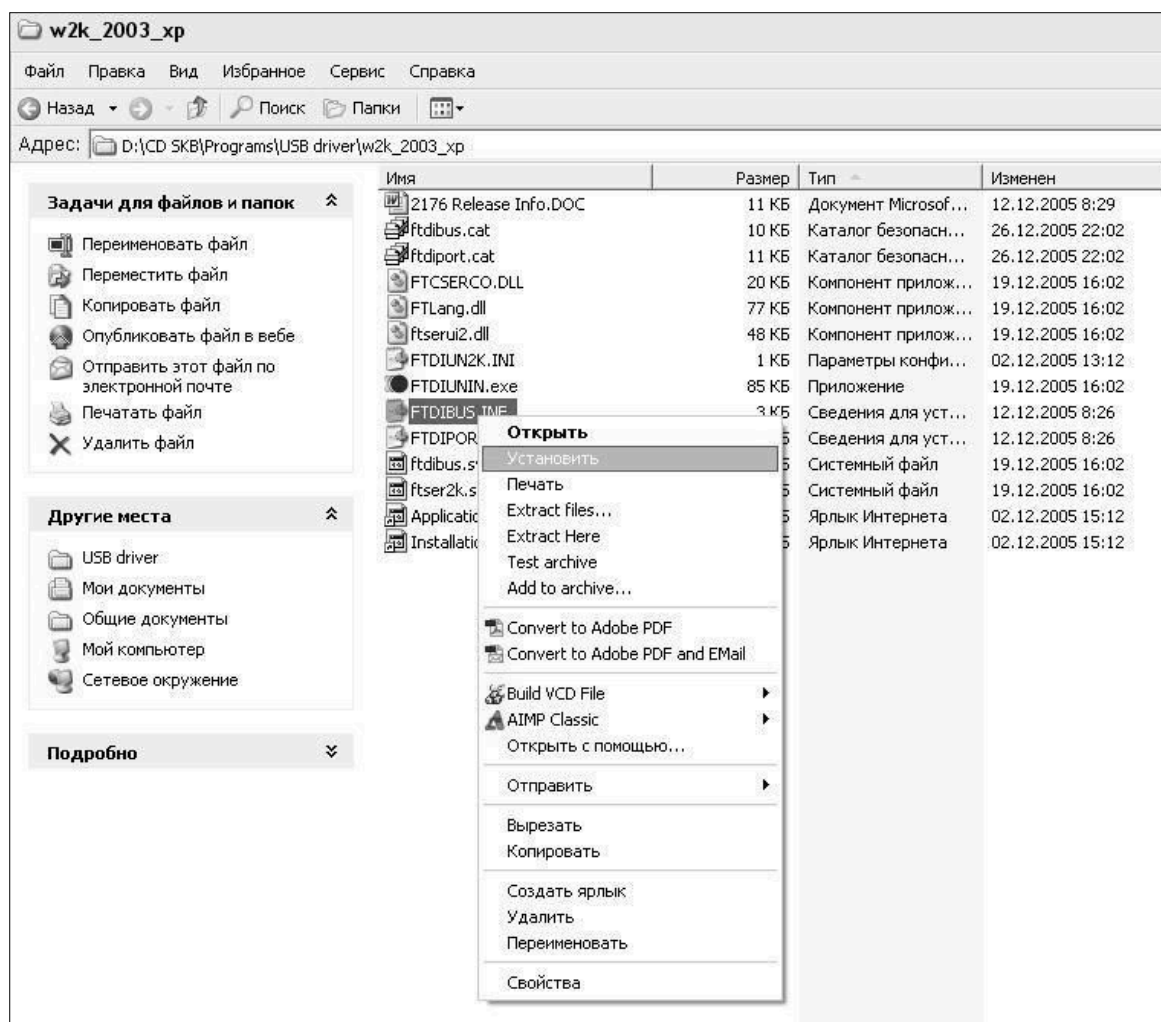 w2k_2003_xp
Файл Правка Вид Избранное Сервис Справка
Назад Поиск Папки
Адрес: D:\CD SKB\Programs\USB driver\w2k_2003_xp
Имя Размер Тип Изменен
Задачи для файлов и папок
Переименовать файл
Переместить файл
Копировать файл
Опубликовать файл в вебе
Отправить этот файл по
электронной почте
Печатать файл
Удалить файл
Другие места
USB driver
Мои документы
Общие документы
Мой компьютер
Сетевое окружение
Подробно
2176 Release Info.DOC 11 КБ Документ Microsof... 12.12.2005 8:29
ftdibus.cat 10 КБ Каталог безопасн... 26.12.2005 22:02
ftdiport.cat 11 КБ Каталог безопасн... 26.12.2005 22:02
FTCSERCO.DLL 20 КБ Компонент прилож... 19.12.2005 16:02
FTLang.dll 77 КБ Компонент прилож... 19.12.2005 16:02
ftserui2.dll 48 КБ Компонент прилож... 19.12.2005 16:02
FTDIUN2K.INI 1 КБ Параметры конфи... 02.12.2005 13:12
FTDIUNIN.exe 85 КБ Приложение 19.12.2005 16:02
FTDIBUS.INF 3 КБ Сведения для уст... 12.12.2005 8:26
FTDIPOR Сведения для уст... 12.12.2005 8:26
ftdibus.s Системный файл 19.12.2005 16:02
ftser2k.s Системный файл 19.12.2005 16:02
Applicatic Ярлык Интернета 02.12.2005 15:12
Installatic Ярлык Интернета 02.12.2005 15:12
Открыть
Установить
Печать
Extract files...
Extract Here
Test archive
Add to archive...
Convert to Adobe PDF
Convert to Adobe PDF and EMail
Build VCD File
AIMP Classic
Открыть с помощью...
Отправить
Вырезать
Копировать
Создать ярлык
Удалить
Переименовать
Свойства